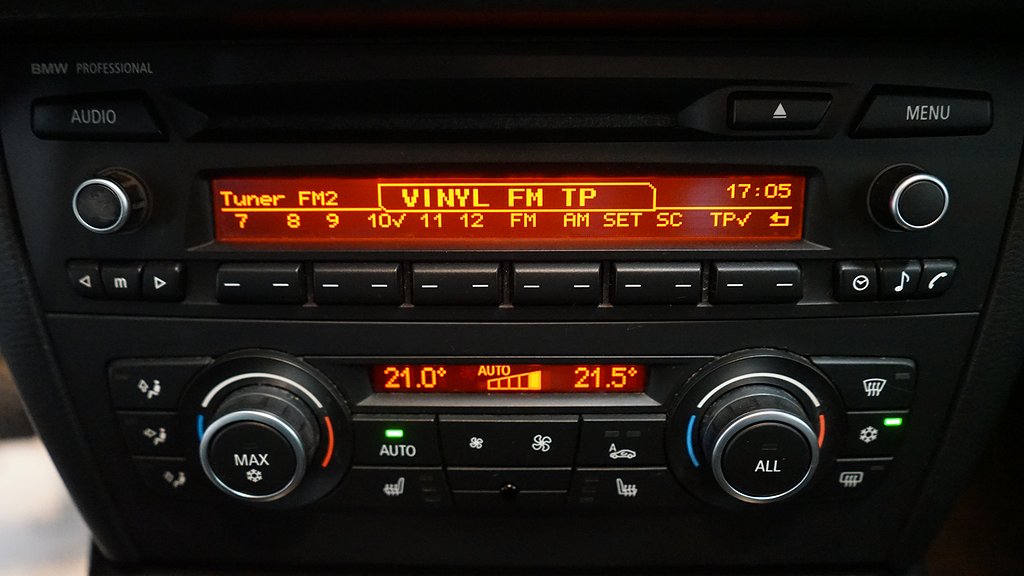 BMW PROFESSIONAL
AUDIO
MENU
Tuner FM2 VINYL FM TP 17:05
7 8 9 10✓ 11 12 FM AM SET SC TP✓
m
21.0° AUTO 21.5°
MAX
AUTO
A
ALL